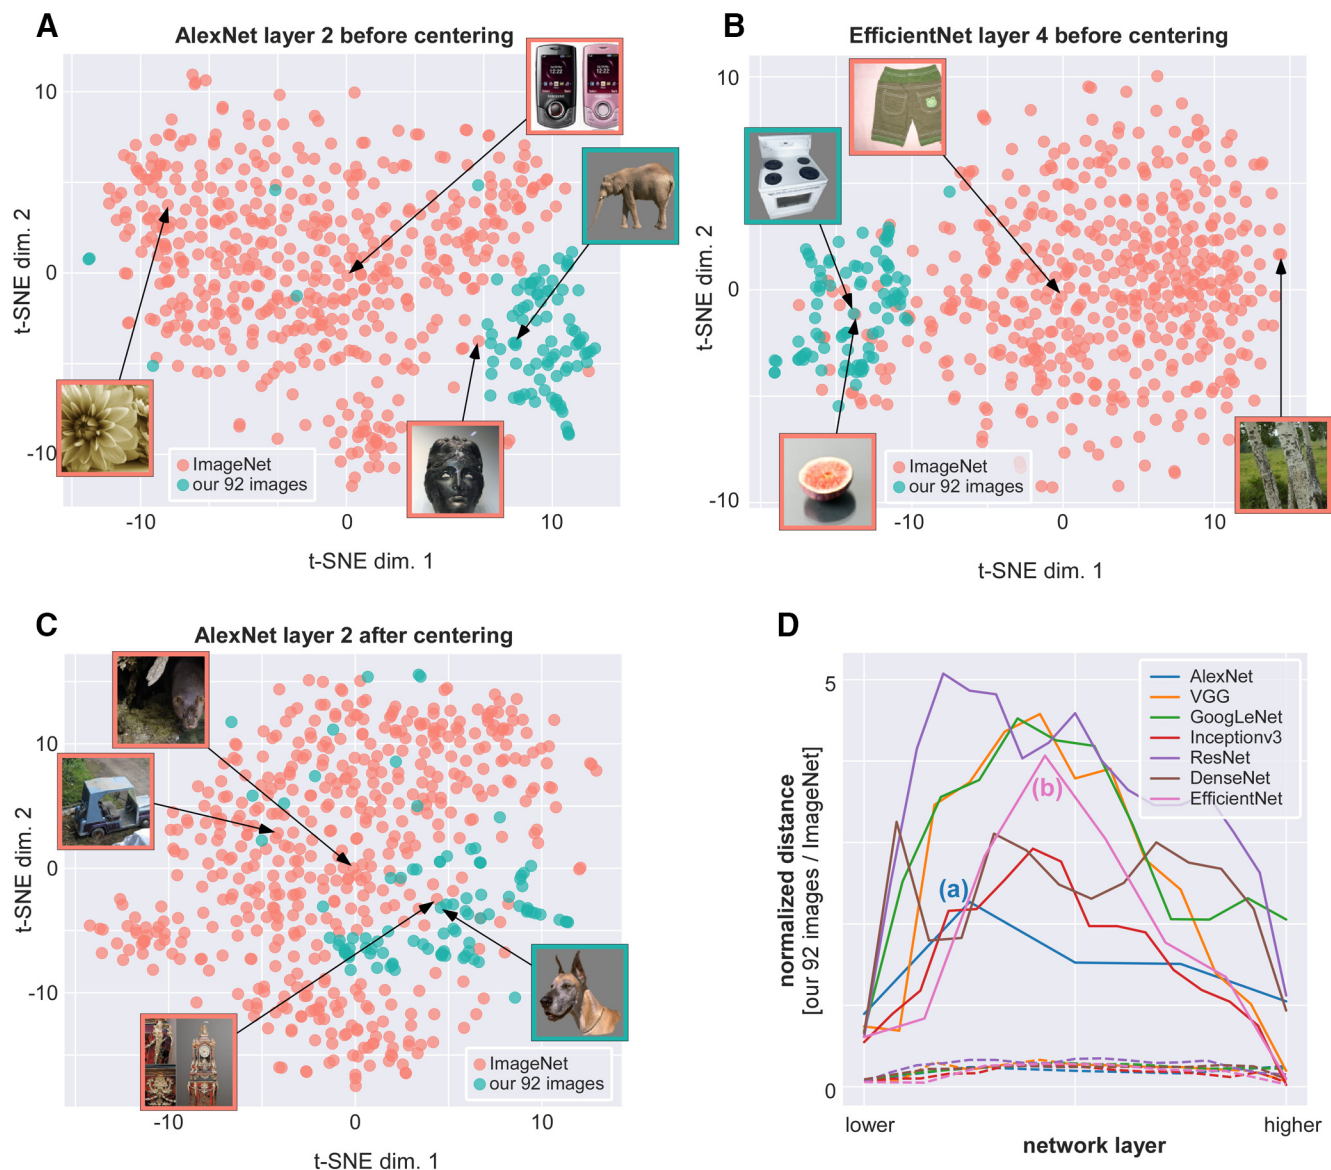 A
AlexNet layer 2 before centering
t-SNE dim. 2
10
0
-10
-10
0
10
t-SNE dim. 1
ImageNet
our 92 images
12:22
12:22
B
EfficientNet layer 4 before centering
t-SNE dim. 2
10
0
-10
-10
0
10
t-SNE dim. 1
ImageNet
our 92 images
C
AlexNet layer 2 after centering
t-SNE dim. 2
10
0
-10
-10
0
10
t-SNE dim. 1
ImageNet
our 92 images
D
normalized distance
[our 92 images / ImageNet]
5
0
AlexNet
VGG
GoogLeNet
Inceptionv3
ResNet
DenseNet
EfficientNet
(a)
(b)
lower
higher
network layer